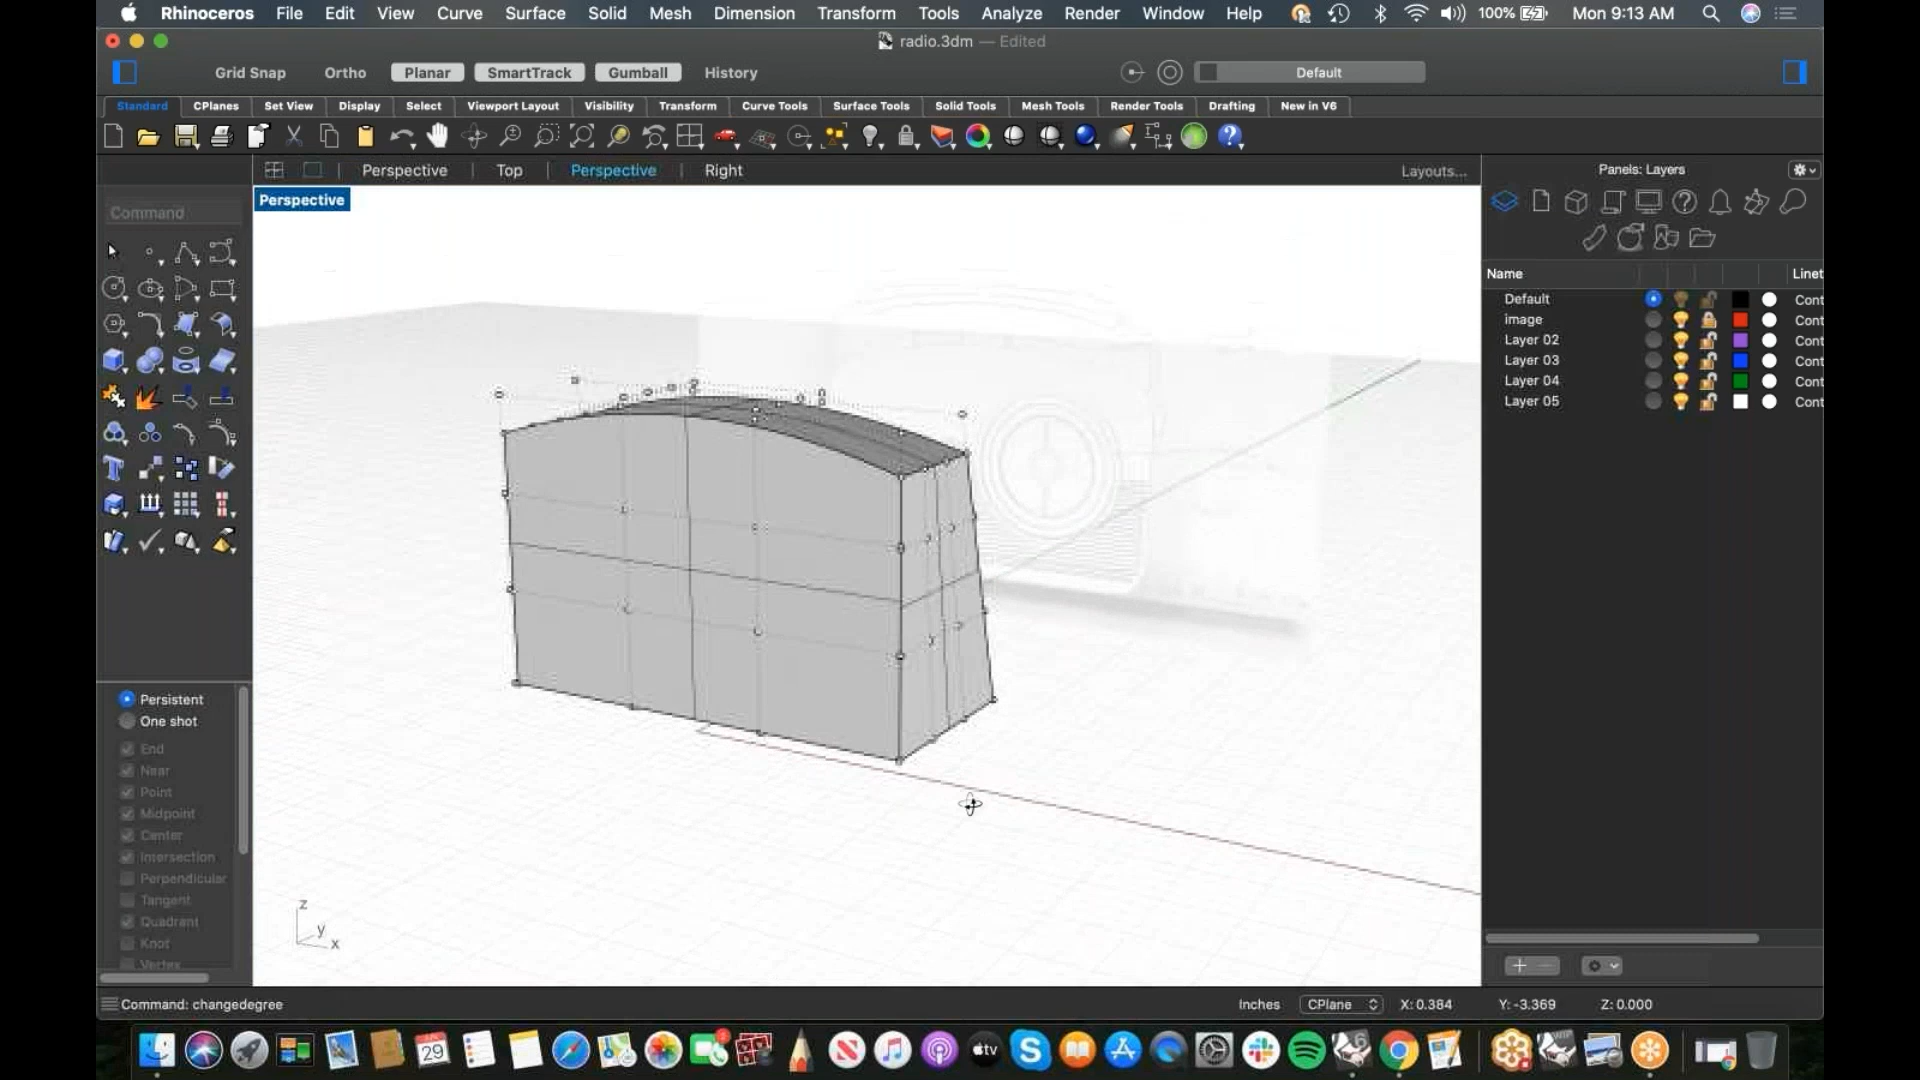 Rhinoceros File Edit View Curve Surface Solid Mesh Dimension Transform Tools Analyze Render Window Help 100% Mon 9:13 AM
radio.3dm — Edited
Grid Snap Ortho Planar SmartTrack Gumball History Default
Standard CPlanes Set View Display Select Viewport Layout Visibility Transform Curve Tools Surface Tools Solid Tools Mesh Tools Render Tools Drafting New in V6
Perspective Top Perspective Right Layouts...
Panels: Layers
Perspective
Command
Name Linet
Default Cont
image Cont
Layer 02 Cont
Layer 03 Cont
Layer 04 Cont
Layer 05 Cont
Persistent
One shot
End
Near
Point
Midpoint
Center
Intersection
Perpendicular
Tangent
Quadrant
Knot
Vertex
z
y
x
Command: changedegree
Inches CPlane X: 0.384 Y: -3.369 Z: 0.000
29
tv